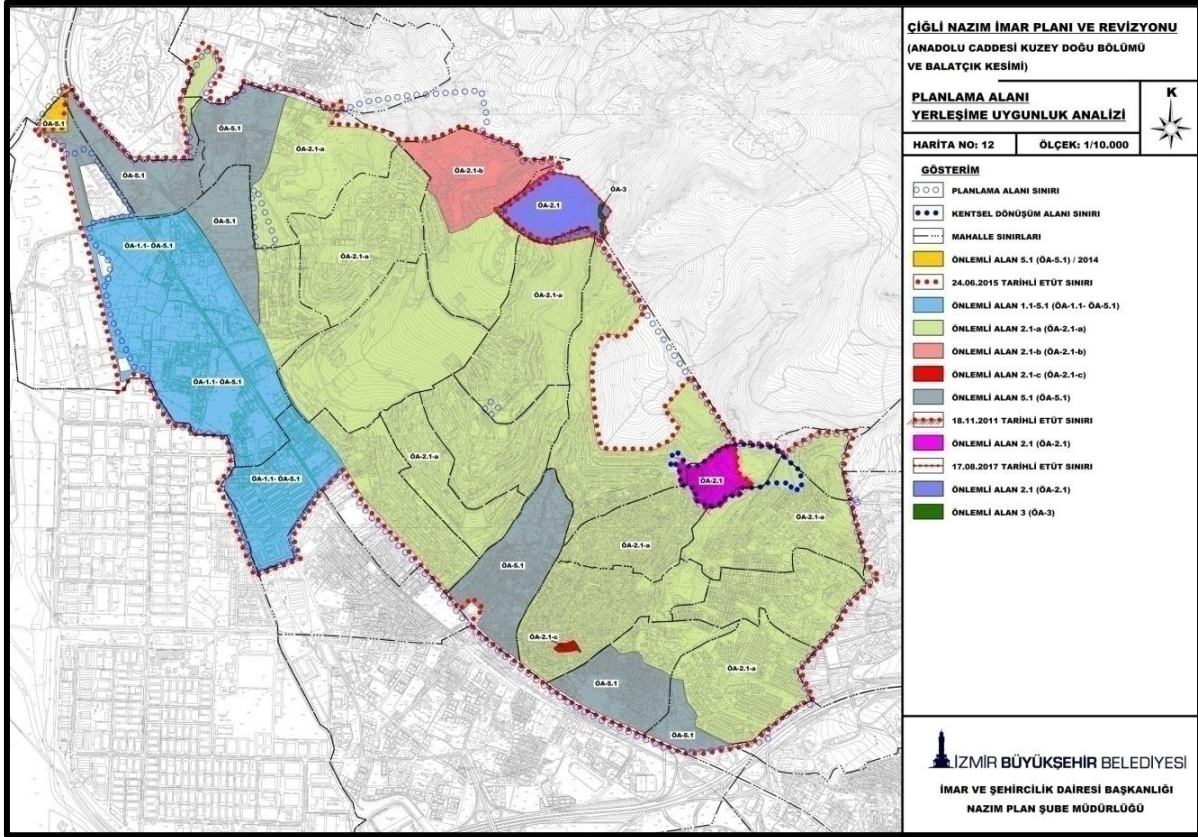 ÇİĞLİ NAZIM İMAR PLANI VE REVİZYONU
(ANADOLU CADDESİ KUZEY DOĞU BÖLÜMÜ
VE BALATÇIK KESİMİ)
PLANLAMA ALANI
YERLEŞİME UYGUNLUK ANALİZİ
K
HARİTA NO: 12
ÖLÇEK: 1/10.000
GÖSTERİM
PLANLAMA ALANI SINIRI
KENTSEL DÖNÜŞÜM ALANI SINIRI
MAHALLE SINIRLARI
ÖNLEMLİ ALAN 5.1 (ÖA-5.1) / 2014
24.06.2015 TARİHLİ ETÜT SINIRI
ÖNLEMLİ ALAN 1.1-5.1 (ÖA-1.1- ÖA-5.1)
ÖNLEMLİ ALAN 2.1-a (ÖA-2.1-a)
ÖNLEMLİ ALAN 2.1-b (ÖA-2.1-b)
ÖNLEMLİ ALAN 2.1-c (ÖA-2.1-c)
ÖNLEMLİ ALAN 5.1 (ÖA-5.1)
18.11.2011 TARİHLİ ETÜT SINIRI
ÖNLEMLİ ALAN 2.1 (ÖA-2.1)
17.08.2017 TARİHLİ ETÜT SINIRI
ÖNLEMLİ ALAN 2.1 (ÖA-2.1)
ÖNLEMLİ ALAN 3 (ÖA-3)
İZMİR BÜYÜKŞEHİR BELEDİYESİ
İMAR VE ŞEHİRCİLİK DAİRESİ BAŞKANLIĞI
NAZIM PLAN ŞUBE MÜDÜRLÜĞÜ
ÖA-5.1
ÖA-5.1
ÖA-2.1-a
ÖA-2.1-b
ÖA-5.1
ÖA-3
ÖA-2.1
ÖA-5.1
ÖA-1.1- ÖA-5.1
ÖA-2.1-a
ÖA-2.1-a
ÖA-1.1- ÖA-5.1
ÖA-2.1-a
ÖA-1.1- ÖA-5.1
ÖA-2.1
ÖA-2.1-a
ÖA-2.1-a
ÖA-5.1
ÖA-2.1-c
ÖA-2.1-a
ÖA-5.1
ÖA-5.1